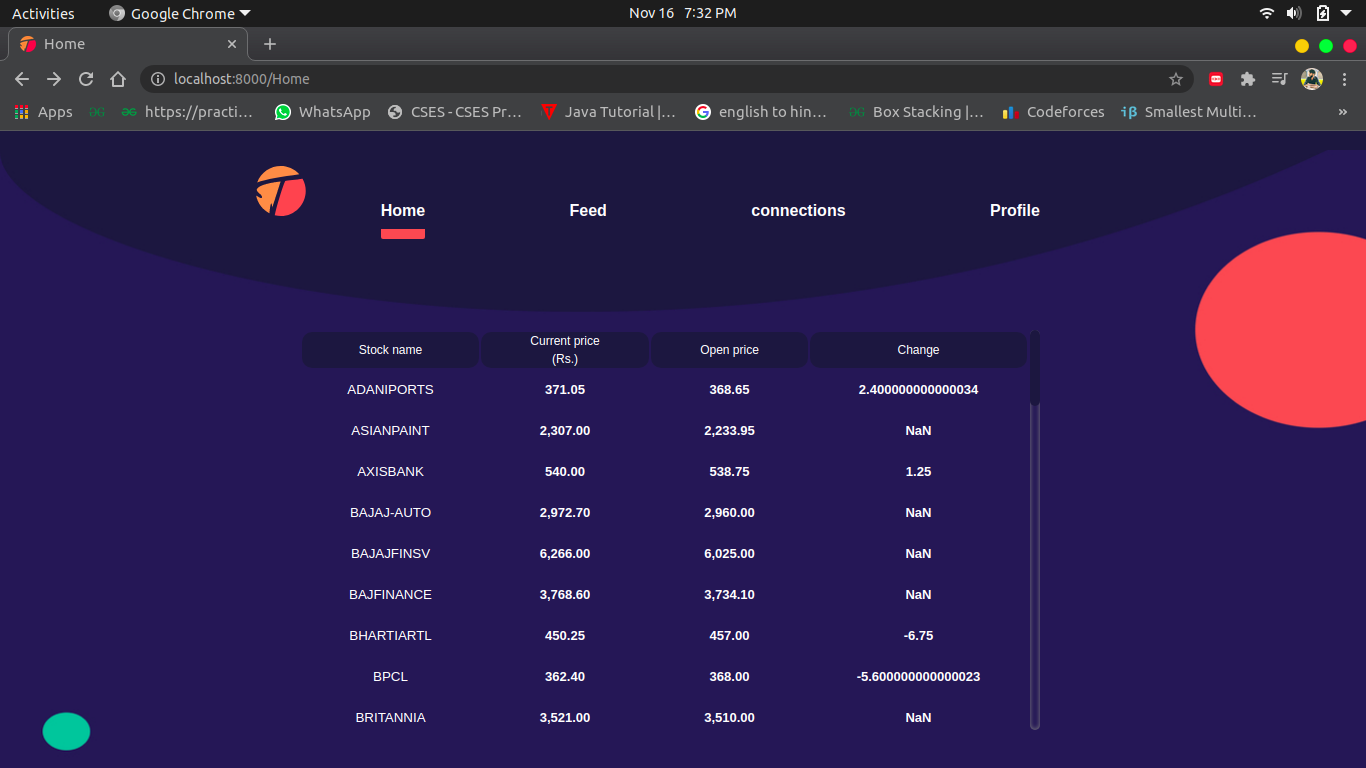 Activities Google Chrome Nov 16 7:32 PM
Home
localhost:8000/Home
Apps https://practi... WhatsApp CSES - CSES Pr... Java Tutorial |... english to hin... Box Stacking |... Codeforces iβ Smallest Multi... »
Home Feed connections Profile
Stock name Current price (Rs.) Open price Change
ADANIPORTS 371.05 368.65 2.400000000000034
ASIANPAINT 2,307.00 2,233.95 NaN
AXISBANK 540.00 538.75 1.25
BAJAJ-AUTO 2,972.70 2,960.00 NaN
BAJAJFINSV 6,266.00 6,025.00 NaN
BAJFINANCE 3,768.60 3,734.10 NaN
BHARTIARTL 450.25 457.00 -6.75
BPCL 362.40 368.00 -5.600000000000023
BRITANNIA 3,521.00 3,510.00 NaN